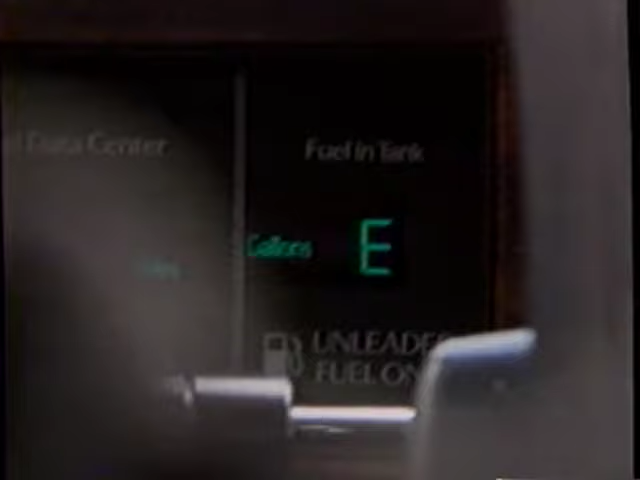 Data Center
Fuel in Tank
Gallons E
UNLEADED
FUEL ON